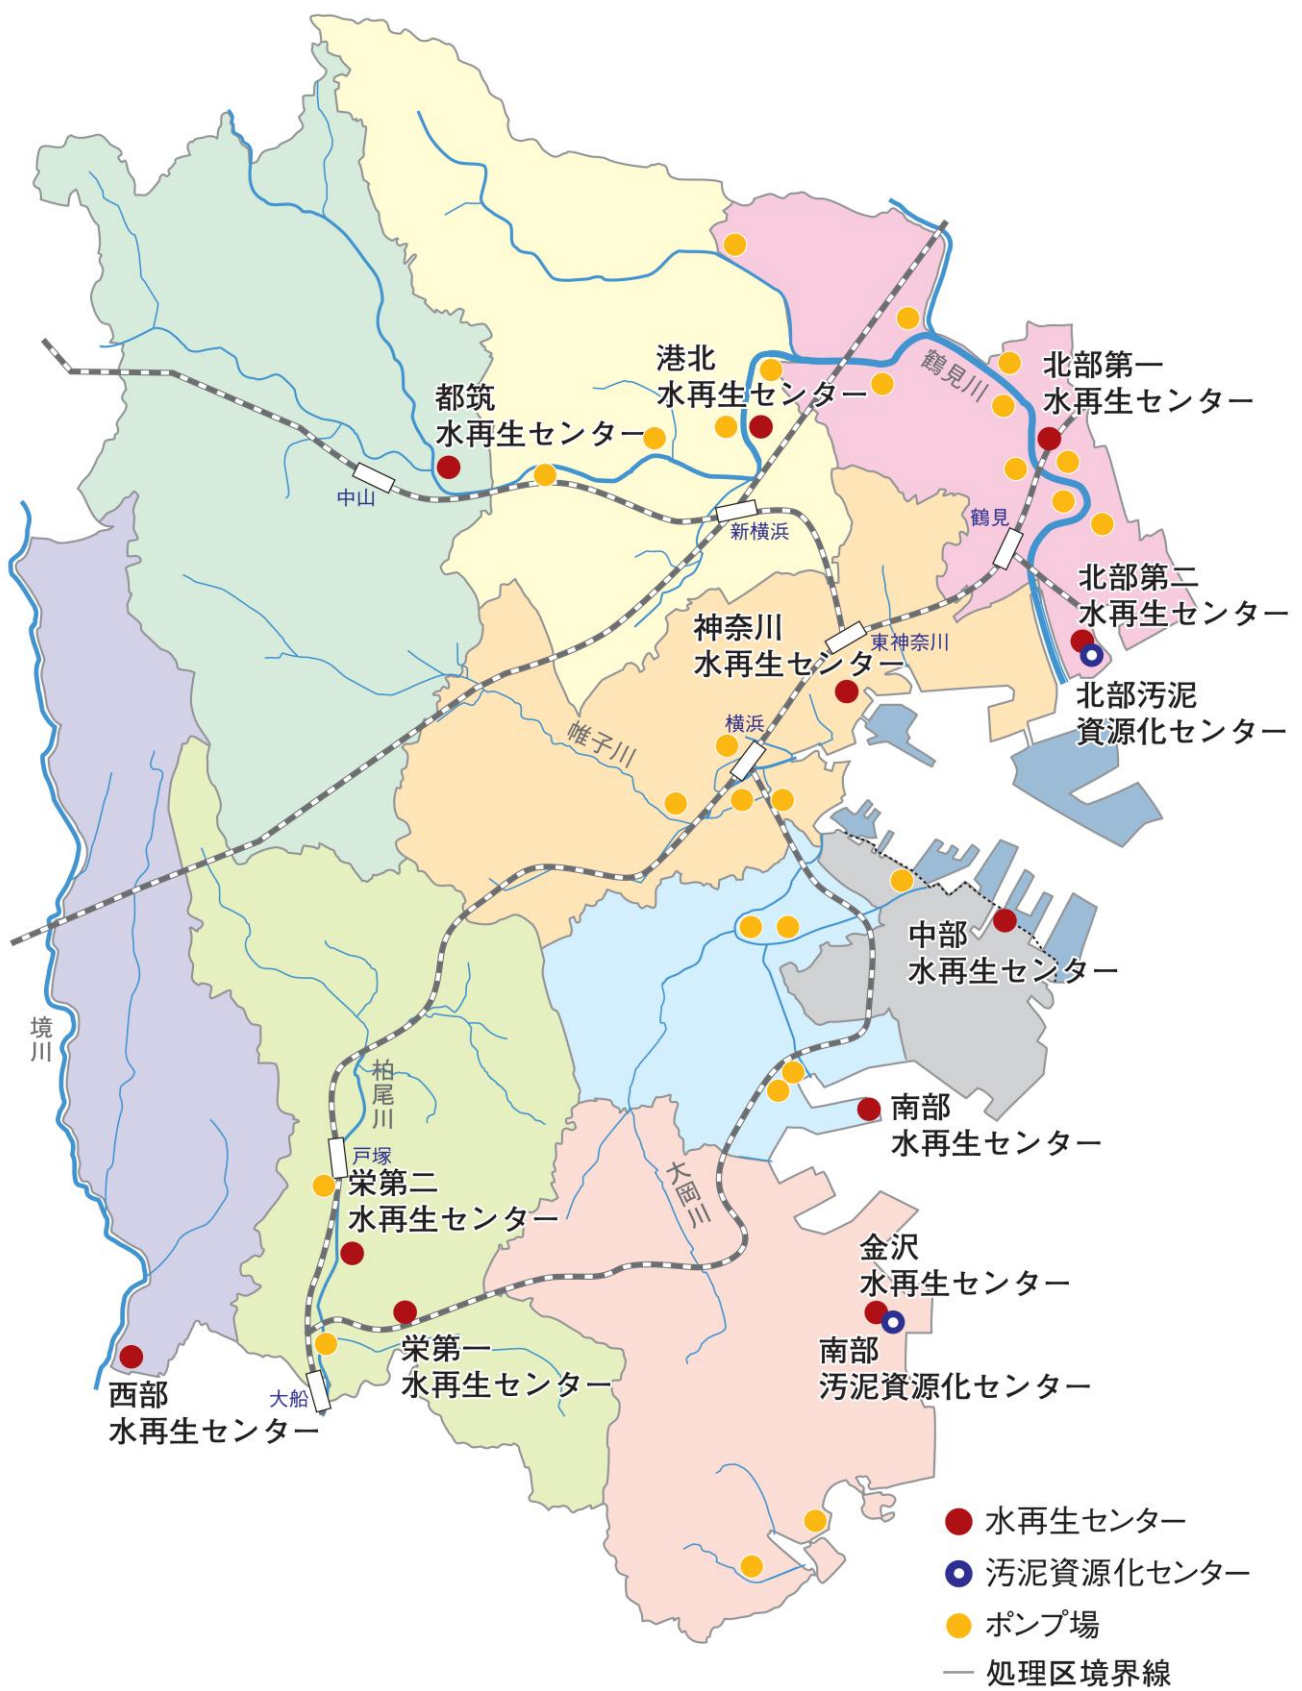 港北
水再生センター
北部第一
水再生センター
鶴見川
都筑
水再生センター
中山
新横浜
鶴見
北部第二
水再生センター
神奈川
水再生センター
東神奈川
北部汚泥
資源化センター
横浜
帷子川
中部
水再生センター
境川
柏尾川
南部
水再生センター
戸塚
栄第二
水再生センター
大岡川
金沢
水再生センター
南部
汚泥資源化センター
栄第一
水再生センター
西部
水再生センター
大船
水再生センター
汚泥資源化センター
ポンプ場
処理区境界線